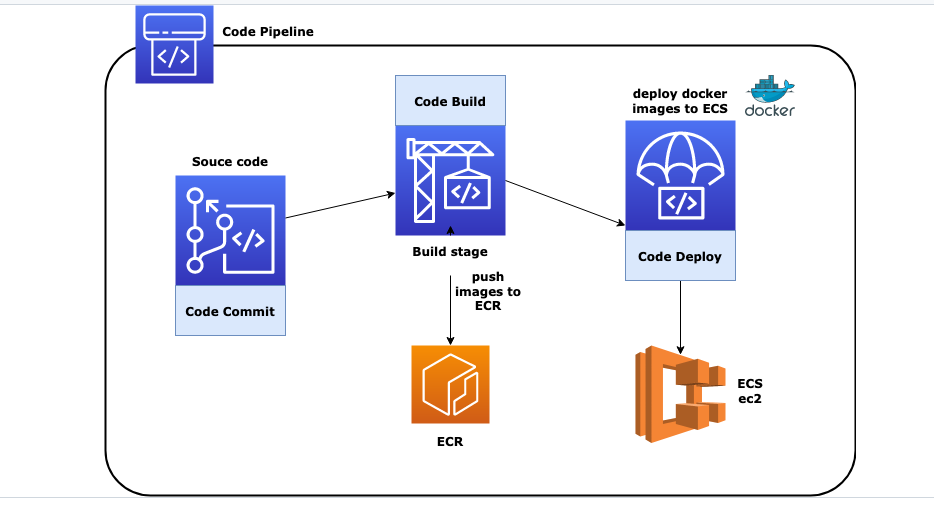 Code Pipeline
Code Build
deploy docker
images to ECS
docker
Souce code
</>
</>
</>
</>
Code Commit
Build stage
Code Deploy
push
images to
ECR
ECR
ECS
ec2